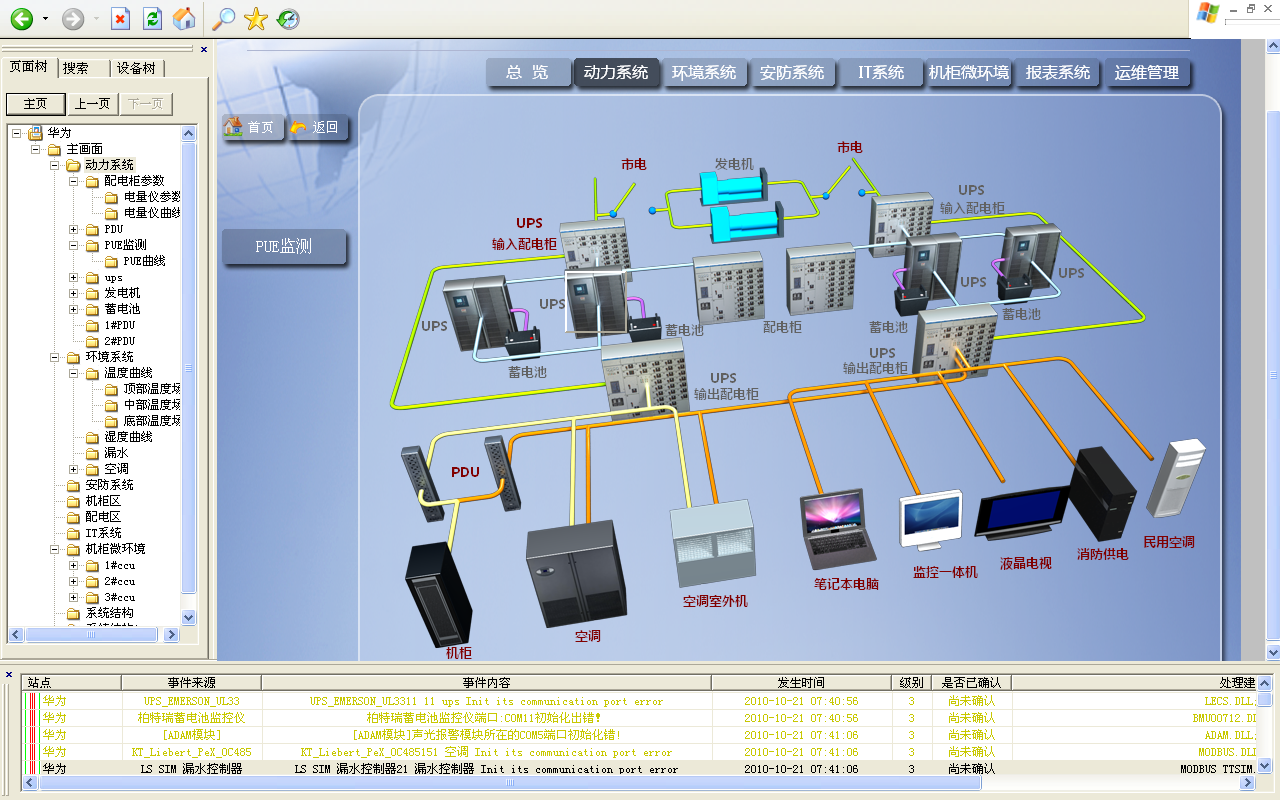 页面树 搜索 设备树
主页 上一页 下一页
华为
主画面
动力系统
配电柜参数
电量仪参数
电量仪曲线
PDU
PUE监测
PUE曲线
ups
发电机
蓄电池
1#PDU
2#PDU
环境系统
温度曲线
顶部温度场
中部温度场
底部温度场
湿度曲线
漏水
空调
安防系统
机柜区
配电区
IT系统
机柜微环境
1#ccu
2#ccu
3#ccu
系统结构
总 览 动力系统 环境系统 安防系统 IT系统 机柜微环境 报表系统 运维管理
首页 返回
PUE监测
市电
发电机
市电
UPS
输入配电柜
UPS
输入配电柜
UPS
UPS
蓄电池
蓄电池
配电柜
UPS
UPS
蓄电池
蓄电池
UPS
输出配电柜
UPS
输出配电柜
PDU
机柜
空调
空调室外机
笔记本电脑
监控一体机
液晶电视
消防供电
民用空调
站点 事件来源 事件内容 发生时间 级别 是否已确认 处理建
华为 UPS_EMERSON_UL33 UPS_EMERSON_UL3311 11 ups Init its communication port error 2010-10-21 07:40:56 3 尚未确认 LECS.DLL;
华为 柏特瑞蓄电池监控仪 柏特瑞蓄电池监控仪端口:COM11初始化出错! 2010-10-21 07:40:56 3 尚未确认 BMU00712.DI
华为 [ADAM模块] [ADAM模块]声光报警模块所在的COM5端口初始化错! 2010-10-21 07:41:06 3 尚未确认 ADAM.DLL:
华为 KT_Liebert_PeX_OC485 KT_Liebert_PeX_OC485151 空调 Init its communication port error 2010-10-21 07:41:06 3 尚未确认 MODBUS.DLL
华为 LS SIM 漏水控制器 LS SIM 漏水控制器21 漏水控制器 Init its communication port error 2010-10-21 07:41:06 3 尚未确认 MODBUS TTSIM.